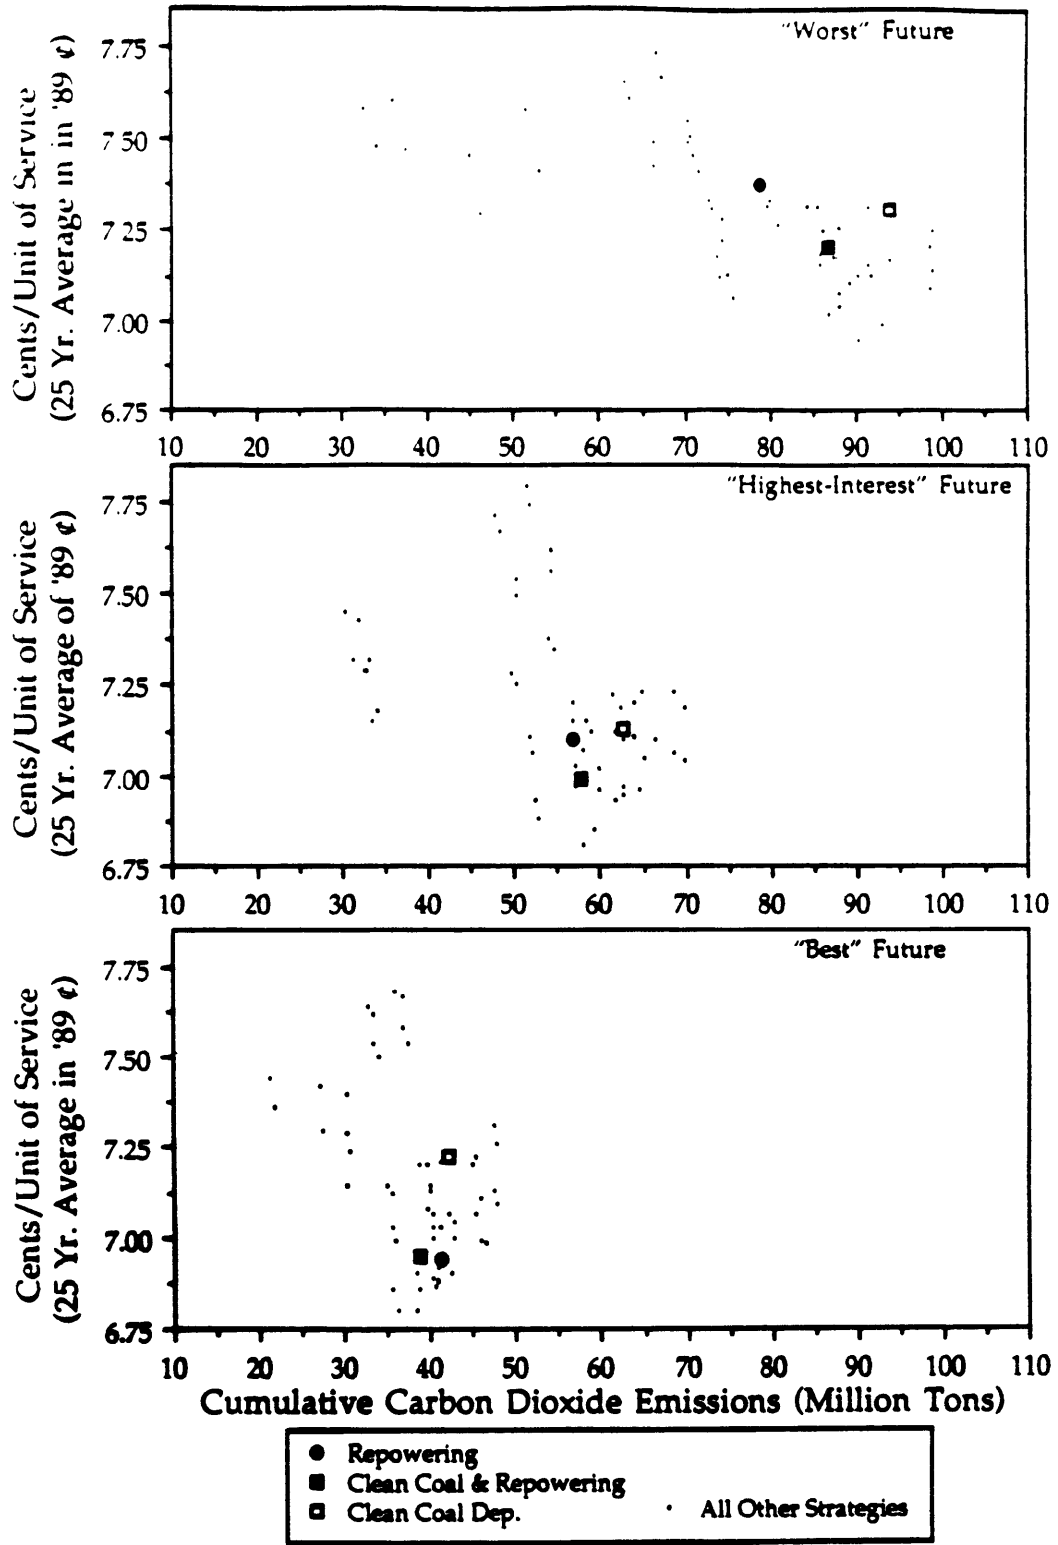 "Worst" Future
Cents/Unit of Service
(25 Yr. Average in in '89 ¢)
7.75
7.50
7.25
7.00
6.75
10 20 30 40 50 60 70 80 90 100 110
"Highest-Interest" Future
Cents/Unit of Service
(25 Yr. Average of '89 ¢)
7.75
7.50
7.25
7.00
6.75
10 20 30 40 50 60 70 80 90 100 110
"Best" Future
Cents/Unit of Service
(25 Yr. Average in '89 ¢)
7.75
7.50
7.25
7.00
6.75
10 20 30 40 50 60 70 80 90 100 110
Cumulative Carbon Dioxide Emissions (Million Tons)
Repowering
Clean Coal & Repowering
Clean Coal Dep.
All Other Strategies